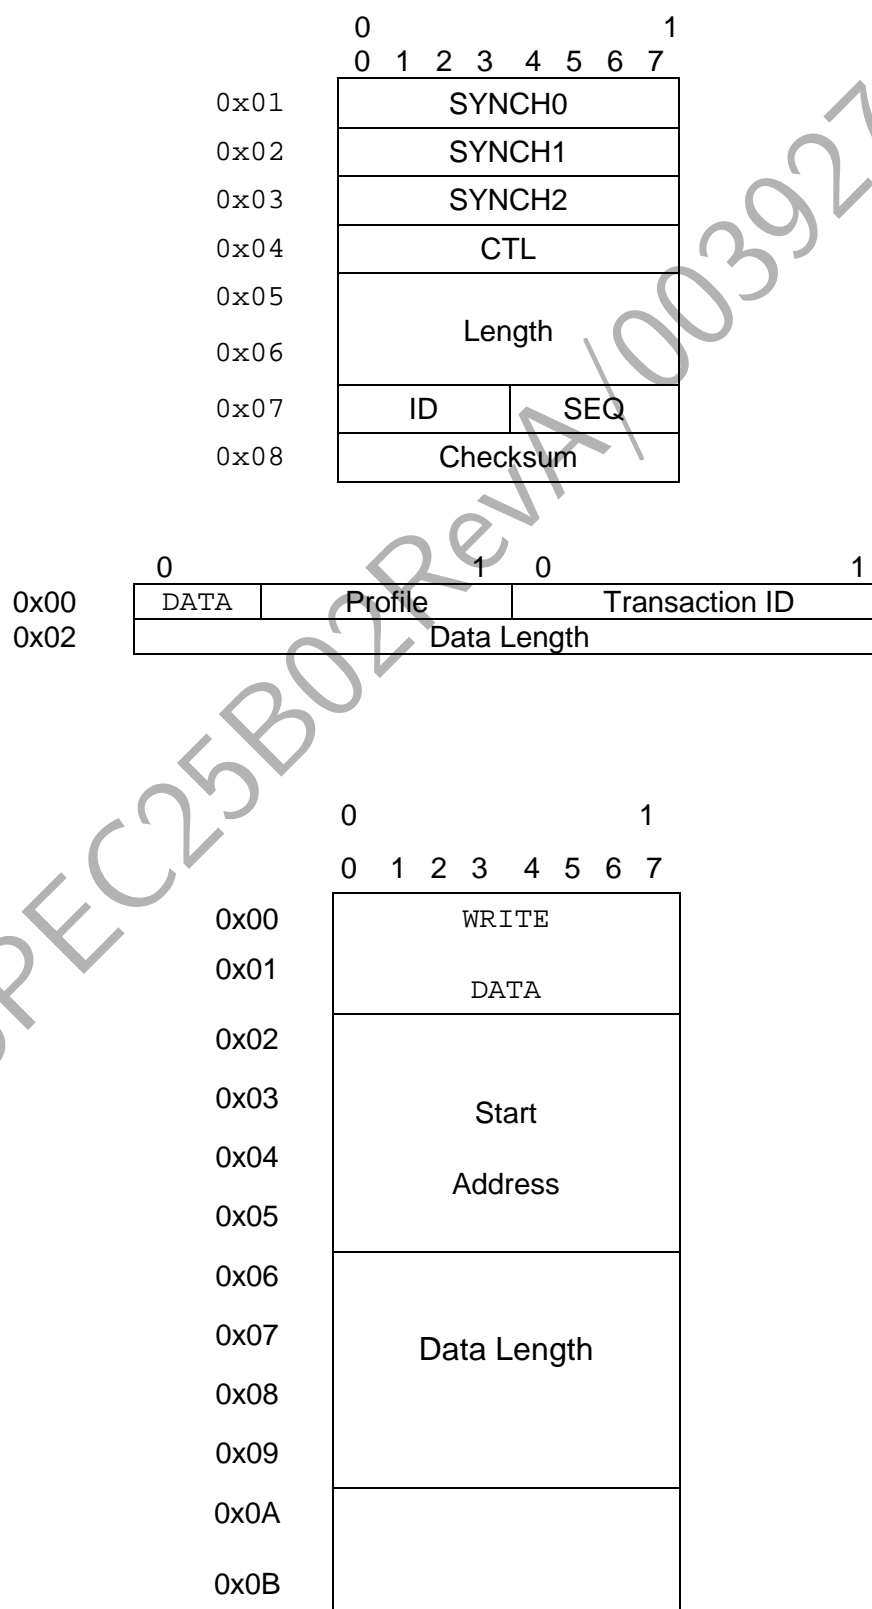 0 1
0 1 2 3 4 5 6 7
0x01 SYNCH0
0x02 SYNCH1
0x03 SYNCH2
0x04 CTL
0x05
Length
0x06
0x07 ID SEQ
0x08 Checksum
0 1 0 1
0x00 DATA Profile Transaction ID
0x02 Data Length
0 1
0 1 2 3 4 5 6 7
0x00 WRITE
0x01
DATA
0x02
0x03
Start
0x04
Address
0x05
0x06
0x07
Data Length
0x08
0x09
0x0A
0x0B
PEC25B02RevA/003927